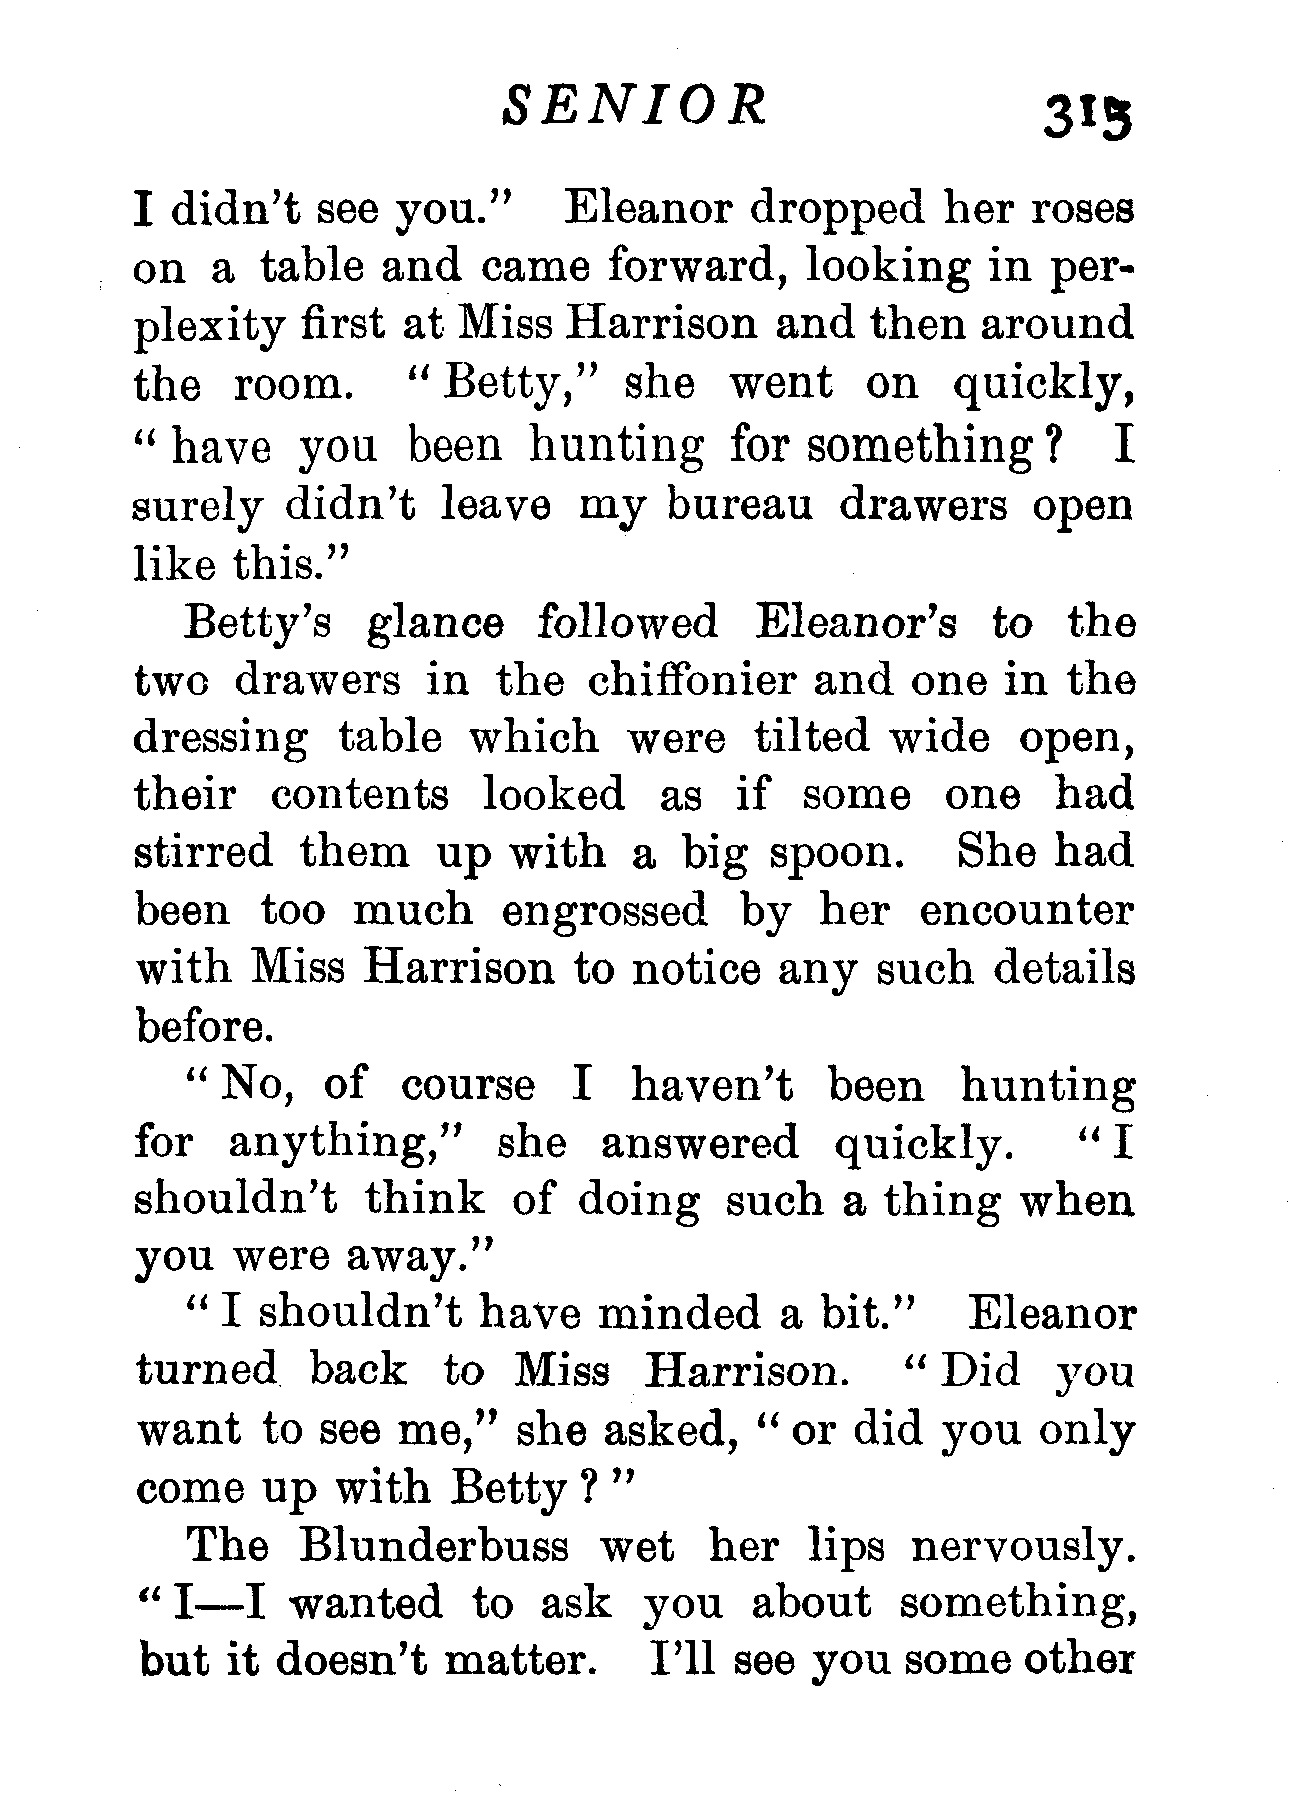 SENIOR 315
I didn't see you." Eleanor dropped her roses
on a table and came forward, looking in per-
plexity first at Miss Harrison and then around
the room. "Betty," she went on quickly,
"have you been hunting for something? I
surely didn't leave my bureau drawers open
like this."
Betty's glance followed Eleanor's to the
two drawers in the chiffonier and one in the
dressing table which were tilted wide open,
their contents looked as if some one had
stirred them up with a big spoon. She had
been too much engrossed by her encounter
with Miss Harrison to notice any such details
before.
"No, of course I haven't been hunting
for anything," she answered quickly. "I
shouldn't think of doing such a thing when
you were away."
"I shouldn't have minded a bit." Eleanor
turned back to Miss Harrison. "Did you
want to see me," she asked, "or did you only
come up with Betty?"
The Blunderbuss wet her lips nervously.
"I—I wanted to ask you about something,
but it doesn't matter. I'll see you some other